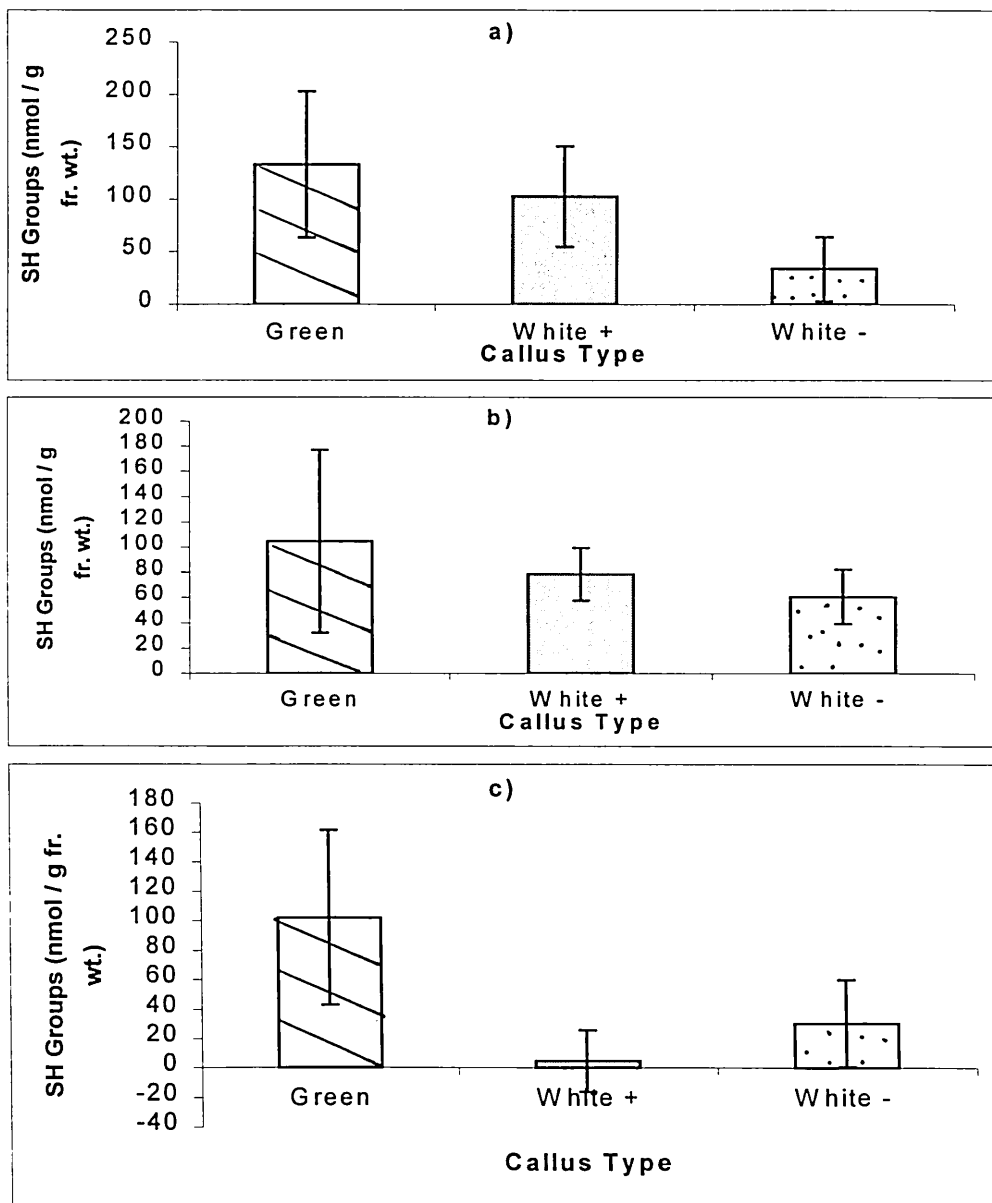 a)
SH Groups (nmol / g
fr. wt.)
250
200
150
100
50
0
Green White + White -
Callus Type
b)
SH Groups (nmol / g
fr. wt.)
200
180
160
140
120
100
80
60
40
20
0
Green White + White -
Callus Type
c)
SH Groups (nmol / g fr.
wt.)
180
160
140
120
100
80
60
40
20
0
-20
-40
Green White + White -
Callus Type